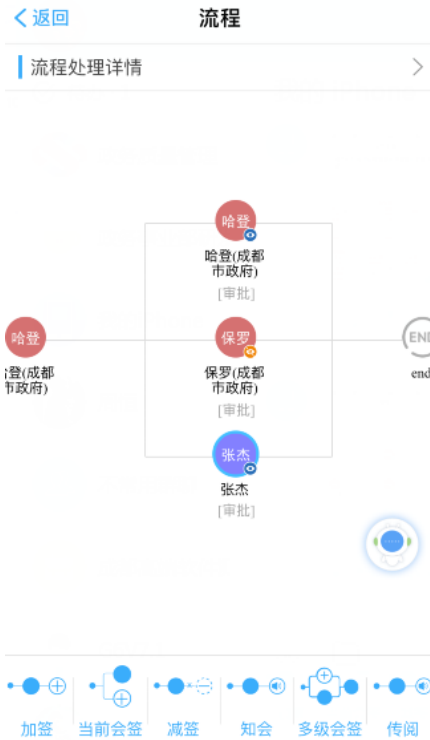 返回
流程
流程处理详情
哈登
哈登(成都
市政府)
[审批]
哈登
登(成都
市政府)
保罗
保罗(成都
市政府)
[审批]
END
end
张杰
张杰
[审批]
加签
当前会签
减签
知会
多级会签
传阅